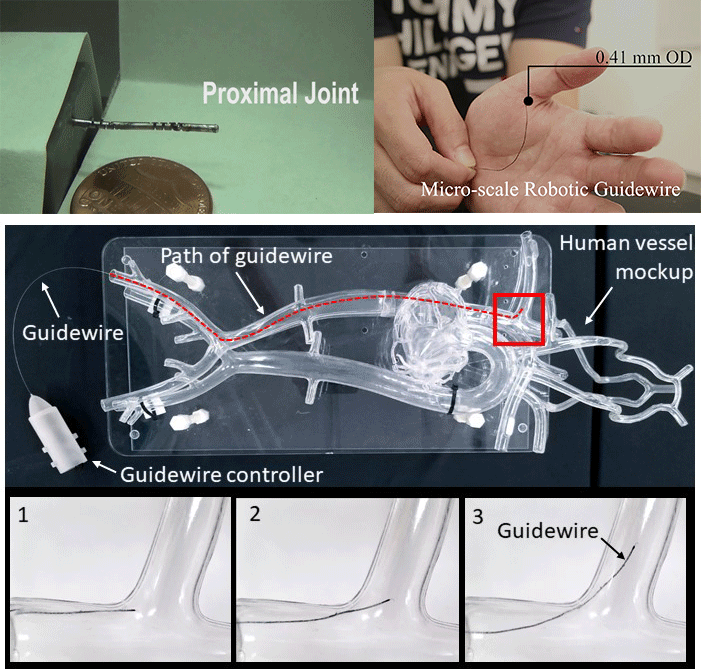 Proximal Joint
0.41 mm OD
Micro-scale Robotic Guidewire
Path of guidewire
Human vessel
mockup
Guidewire
Guidewire controller
1
2
3
Guidewire